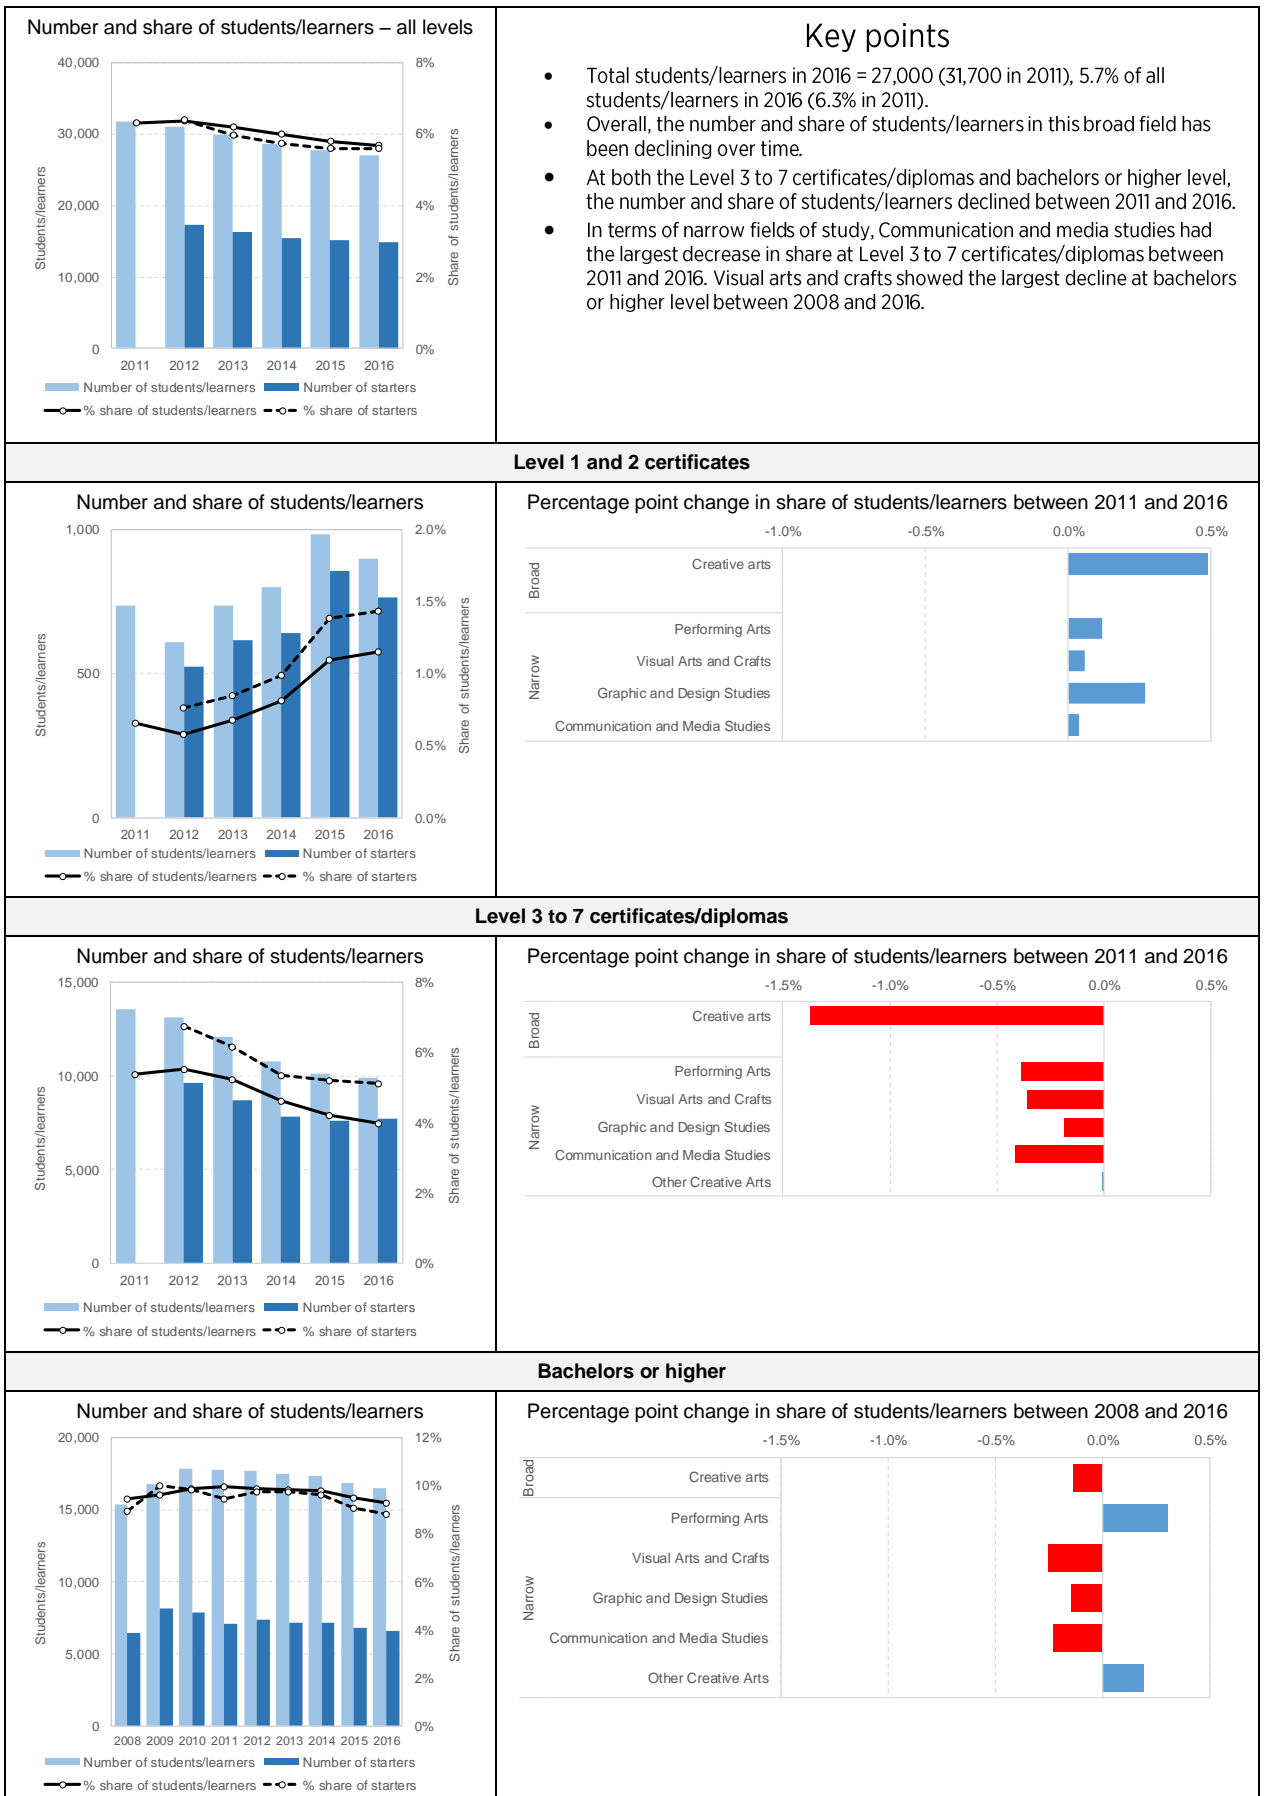 Number and share of students/learners – all levels
40,000
30,000
20,000
10,000
0
8%
6%
4%
2%
0%
Students/learners
Share of students/learners
2011 2012 2013 2014 2015 2016
Number of students/learners Number of starters
% share of students/learners % share of starters
Key points
• Total students/learners in 2016 = 27,000 (31,700 in 2011), 5.7% of all
students/learners in 2016 (6.3% in 2011).
• Overall, the number and share of students/learners in this broad field has
been declining over time.
• At both the Level 3 to 7 certificates/diplomas and bachelors or higher level,
the number and share of students/learners declined between 2011 and 2016.
• In terms of narrow fields of study, Communication and media studies had
the largest decrease in share at Level 3 to 7 certificates/diplomas between
2011 and 2016. Visual arts and crafts showed the largest decline at bachelors
or higher level between 2008 and 2016.
Level 1 and 2 certificates
Number and share of students/learners
1,000
500
0
2.0%
1.5%
1.0%
0.5%
0.0%
Students/learners
Share of students/learners
2011 2012 2013 2014 2015 2016
Number of students/learners Number of starters
% share of students/learners % share of starters
Percentage point change in share of students/learners between 2011 and 2016
-1.0% -0.5% 0.0% 0.5%
Broad
Creative arts
Narrow
Performing Arts
Visual Arts and Crafts
Graphic and Design Studies
Communication and Media Studies
Level 3 to 7 certificates/diplomas
Number and share of students/learners
15,000
10,000
5,000
0
8%
6%
4%
2%
0%
Students/learners
Share of students/learners
2011 2012 2013 2014 2015 2016
Number of students/learners Number of starters
% share of students/learners % share of starters
Percentage point change in share of students/learners between 2011 and 2016
-1.5% -1.0% -0.5% 0.0% 0.5%
Broad
Creative arts
Narrow
Performing Arts
Visual Arts and Crafts
Graphic and Design Studies
Communication and Media Studies
Other Creative Arts
Bachelors or higher
Number and share of students/learners
20,000
15,000
10,000
5,000
0
12%
10%
8%
6%
4%
2%
0%
Students/learners
Share of students/learners
2008 2009 2010 2011 2012 2013 2014 2015 2016
Number of students/learners Number of starters
% share of students/learners % share of starters
Percentage point change in share of students/learners between 2008 and 2016
-1.5% -1.0% -0.5% 0.0% 0.5%
Broad
Creative arts
Narrow
Performing Arts
Visual Arts and Crafts
Graphic and Design Studies
Communication and Media Studies
Other Creative Arts